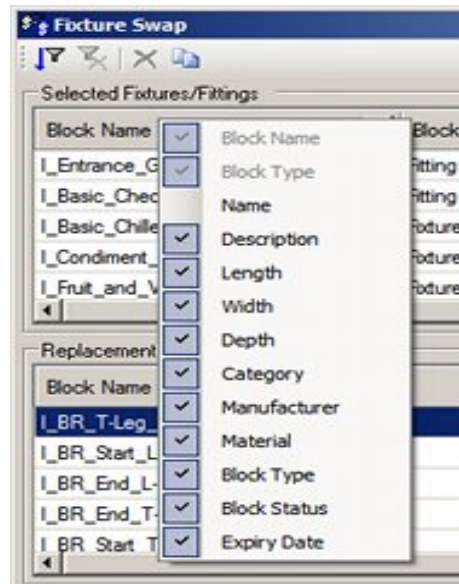 Fixture Swap
Selected Fixtures/Fittings
Block Name
Block
I_Entrance_G
Fitting
I_Basic_Chec
Fitting
I_Basic_Chille
Fixture
I_Condiment_
Fixture
I_Fruit_and_V
Block Name
Block Type
Name
Description
Length
Width
Depth
Category
Manufacturer
Material
Block Type
Block Status
Expiry Date
Replacement
Block Name
I_BR_T-Leg_
I_BR_Start_L
I_BR_End_L-
I_BR_End_T-
I_BR_Start_T